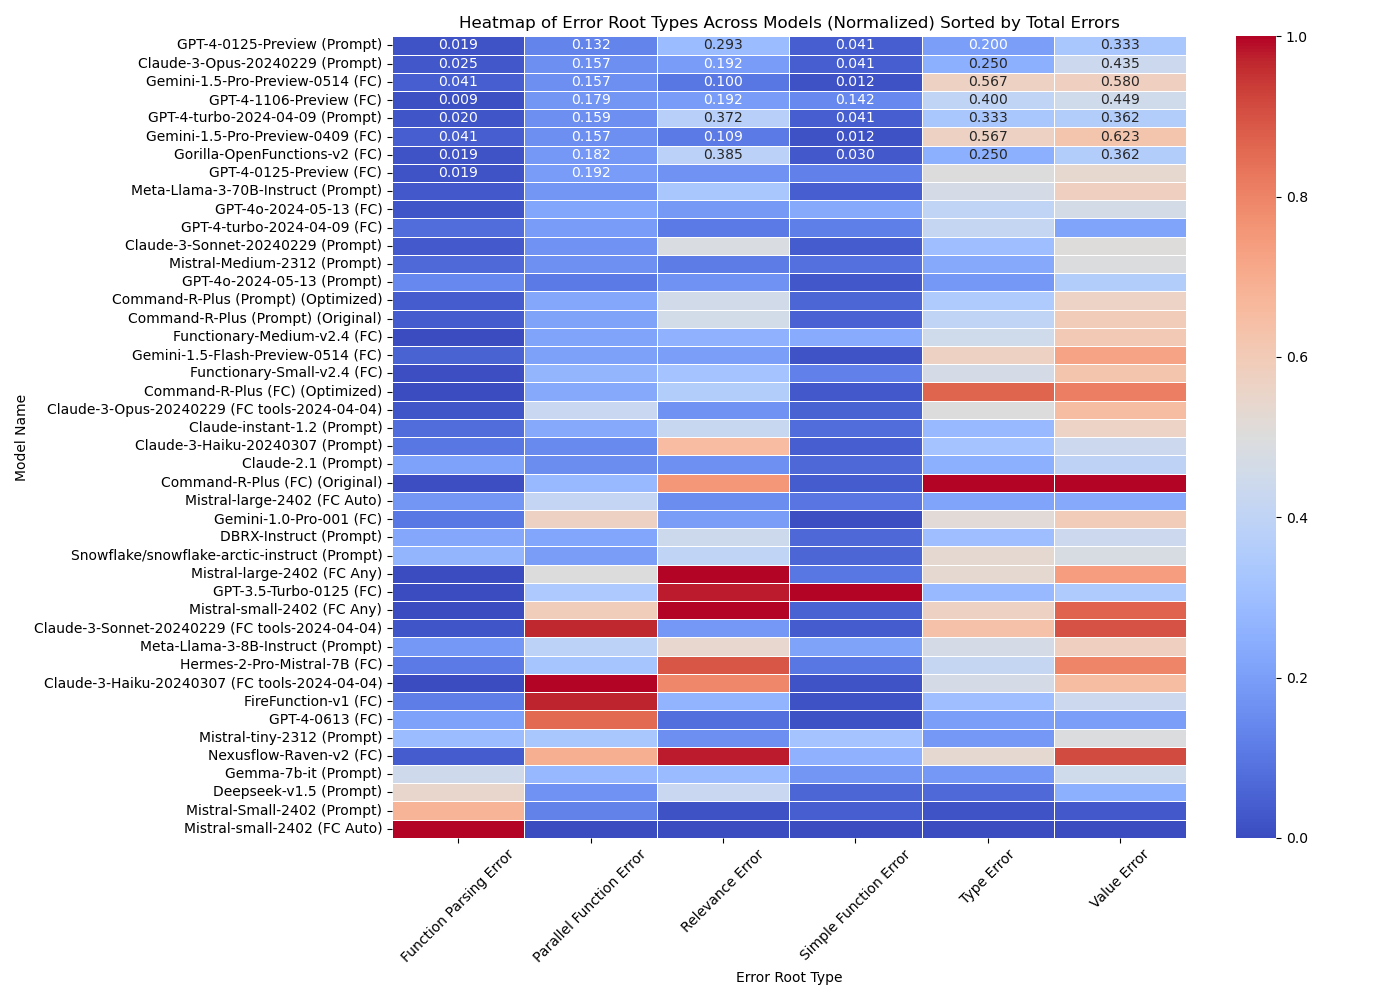 Heatmap of Error Root Types Across Models (Normalized) Sorted by Total Errors
GPT-4-0125-Preview (Prompt) 0.019 0.132 0.293 0.041 0.200 0.333
Claude-3-Opus-20240229 (Prompt) 0.025 0.157 0.192 0.041 0.250 0.435
Gemini-1.5-Pro-Preview-0514 (FC) 0.041 0.157 0.100 0.012 0.567 0.580
GPT-4-1106-Preview (FC) 0.009 0.179 0.192 0.142 0.400 0.449
GPT-4-turbo-2024-04-09 (Prompt) 0.020 0.159 0.372 0.041 0.333 0.362
Gemini-1.5-Pro-Preview-0409 (FC) 0.041 0.157 0.109 0.012 0.567 0.623
Gorilla-OpenFunctions-v2 (FC) 0.019 0.182 0.385 0.030 0.250 0.362
GPT-4-0125-Preview (FC) 0.019 0.192
Meta-Llama-3-70B-Instruct (Prompt)
GPT-4o-2024-05-13 (FC)
GPT-4-turbo-2024-04-09 (FC)
Claude-3-Sonnet-20240229 (Prompt)
Mistral-Medium-2312 (Prompt)
GPT-4o-2024-05-13 (Prompt)
Command-R-Plus (Prompt) (Optimized)
Command-R-Plus (Prompt) (Original)
Functionary-Medium-v2.4 (FC)
Gemini-1.5-Flash-Preview-0514 (FC)
Functionary-Small-v2.4 (FC)
Command-R-Plus (FC) (Optimized)
Claude-3-Opus-20240229 (FC tools-2024-04-04)
Claude-instant-1.2 (Prompt)
Claude-3-Haiku-20240307 (Prompt)
Claude-2.1 (Prompt)
Command-R-Plus (FC) (Original)
Mistral-large-2402 (FC Auto)
Gemini-1.0-Pro-001 (FC)
DBRX-Instruct (Prompt)
Snowflake/snowflake-arctic-instruct (Prompt)
Mistral-large-2402 (FC Any)
GPT-3.5-Turbo-0125 (FC)
Mistral-small-2402 (FC Any)
Claude-3-Sonnet-20240229 (FC tools-2024-04-04)
Meta-Llama-3-8B-Instruct (Prompt)
Hermes-2-Pro-Mistral-7B (FC)
Claude-3-Haiku-20240307 (FC tools-2024-04-04)
FireFunction-v1 (FC)
GPT-4-0613 (FC)
Mistral-tiny-2312 (Prompt)
Nexusflow-Raven-v2 (FC)
Gemma-7b-it (Prompt)
Deepseek-v1.5 (Prompt)
Mistral-Small-2402 (Prompt)
Mistral-small-2402 (FC Auto)
Model Name
Function Parsing Error
Parallel Function Error
Relevance Error
Simple Function Error
Type Error
Value Error
Error Root Type
1.0
0.8
0.6
0.4
0.2
0.0